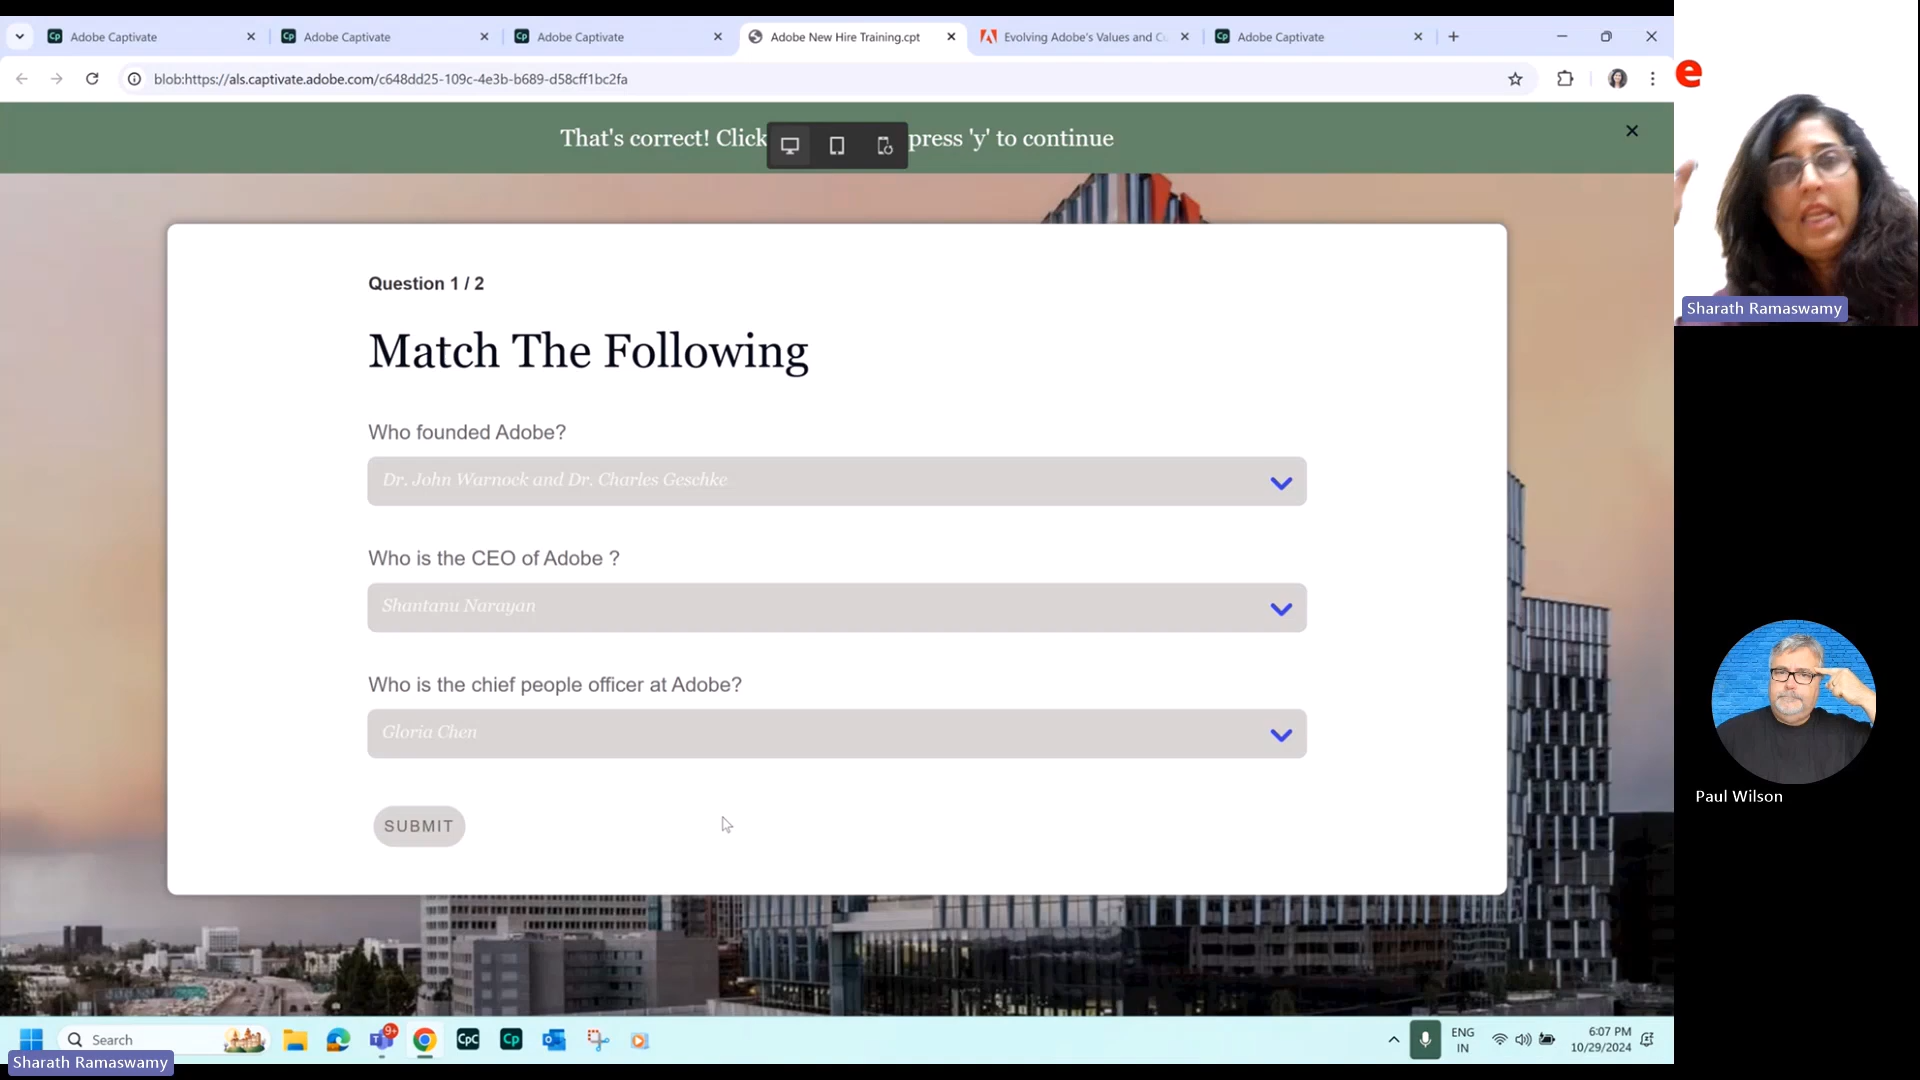 Adobe Captivate
Adobe Captivate
Adobe Captivate
Adobe New Hire Training.cpt
Evolving Adobe's Values and
Adobe Captivate
blob:https://als.captivate.adobe.com/c648dd25-109c-4e3b-b689-d58cff1bc2fa
e
That's correct! Click
press 'y' to continue
Sharath Ramaswamy
Question 1 / 2
Match The Following
Who founded Adobe?
Dr. John Warnock and Dr. Charles Geschke
Who is the CEO of Adobe ?
Shantanu Narayan
Who is the chief people officer at Adobe?
Gloria Chen
SUBMIT
Paul Wilson
Search
9+
CpC
Cp
ENG
IN
6:07 PM
10/29/2024
Sharath Ramaswamy